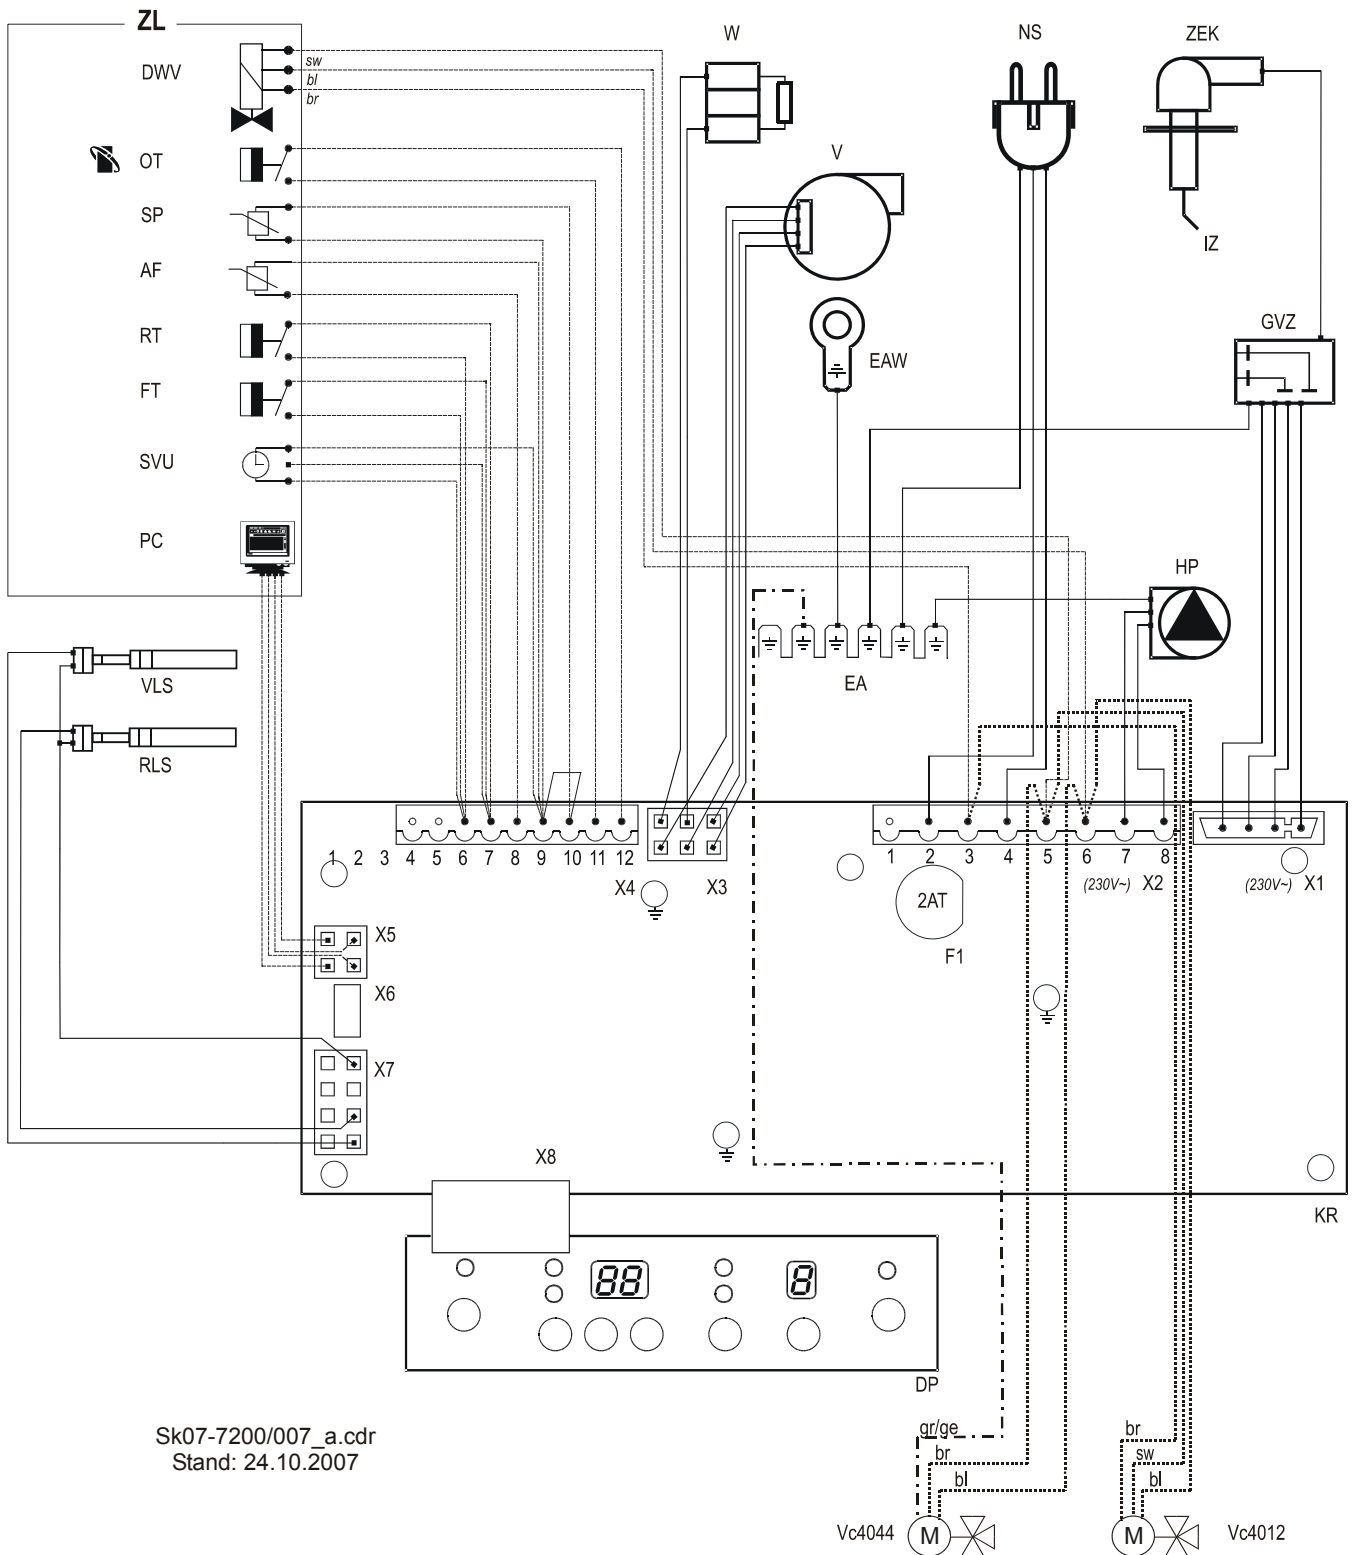 ZL
W
NS
ZEK
DWV
sw
bl
br
OT
V
SP
IZ
AF
GVZ
RT
EAW
FT
SVU
PC
HP
EA
VLS
RLS
1 2 3 4 5 6 7 8 9 10 11 12
X4
X3
1 2 3 4 5 6 7 8
(230V~) X2
(230V~) X1
2AT
F1
X5
X6
X7
X8
KR
88
8
DP
Sk07-7200/007_a.cdr
Stand: 24.10.2007
gr/ge
br
bl
br
sw
bl
Vc4044
M
M
Vc4012